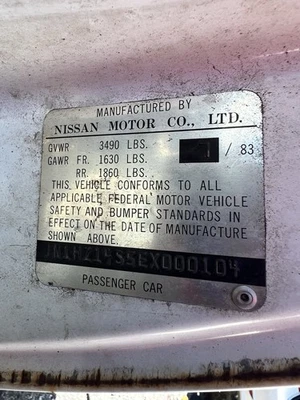 MANUFACTURED BY
NISSAN MOTOR CO., LTD.
GVWR 3490 LBS. / 83
GAWR FR. 1630 LBS.
RR. 1860 LBS.
THIS VEHICLE CONFORMS TO ALL
APPLICABLE FEDERAL MOTOR VEHICLE
SAFETY AND BUMPER STANDARDS IN
EFFECT ON THE DATE OF MANUFACTURE
SHOWN ABOVE.
PASSENGER CAR